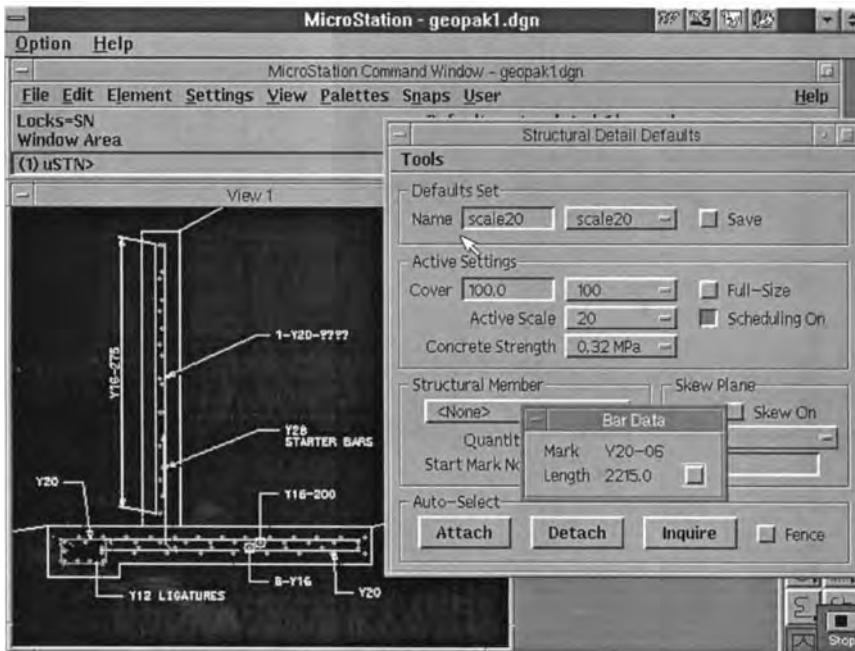 MicroStation - geopak1.dgn
Option Help
MicroStation Command Window - geopak1dgn
File Edit Element Settings View Palettes Snaps User Help
Locks=SN
Window Area
(1) uSTN>
View 1
Y16-275
1-Y20-????
Y28
STARTER BARS
Y20
Y16-200
8-Y16
Y20
Y12 LIGATURES
Structural Detail Defaults
Tools
Defaults Set
Name scale20 scale20 Save
Active Settings
Cover 100.0 100 Full-Size
Active Scale 20 Scheduling On
Concrete Strength 0.32 MPa
Structural Member Skew Plane
<None> Skew On
Quantit
Start Mark No
Bar Data
Mark Y20-06
Length 2215.0
Auto-Select
Attach Detach Inquire Fence
Stop